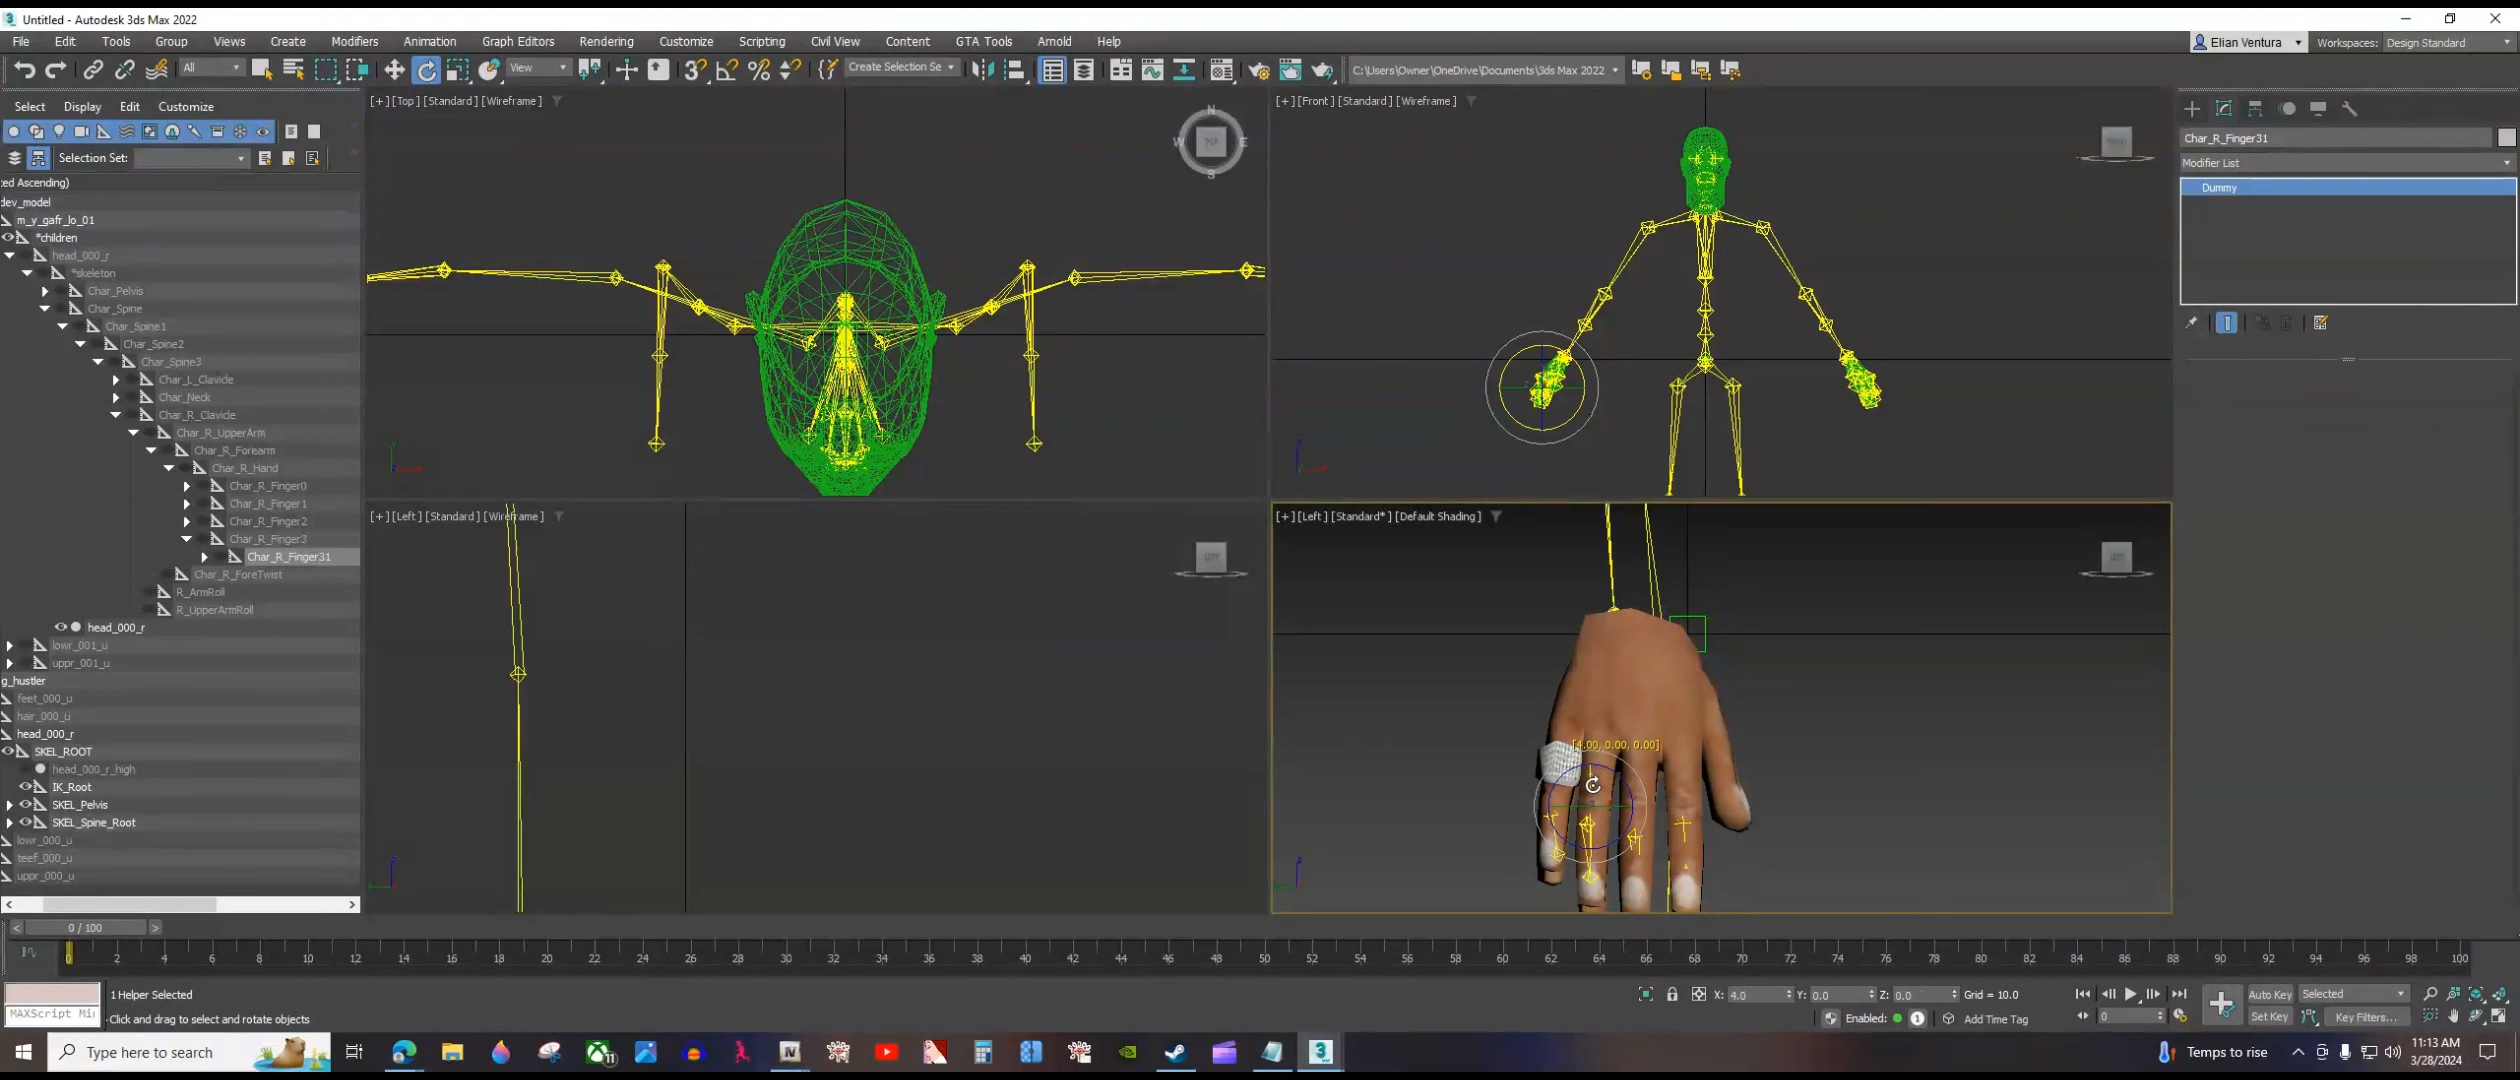 Untitled - Autodesk 3ds Max 2022
File Edit Tools Group Views Create Modifiers Animation Graph Editors Rendering Customize Scripting Civil View Content GTA Tools Arnold Help
Elian Ventura
Workspaces: Design Standard
All
View
Create Selection Se
C:\Users\Owner\OneDrive\Documents\3ds Max 2022
Select Display Edit Customize
Selection Set:
ced Ascending)
dev_model
m_y_gafr_lo_01
*children
head_000_r
*skeleton
Char_Pelvis
Char_Spine
Char_Spine1
Char_Spine2
Char_Spine3
Char_L_Clavicle
Char_Neck
Char_R_Clavicle
Char_R_UpperArm
Char_R_Forearm
Char_R_Hand
Char_R_Finger0
Char_R_Finger1
Char_R_Finger2
Char_R_Finger3
Char_R_Finger31
Char_R_ForeTwist
R_ArmRoll
R_UpperArmRoll
head_000_r
lowr_001_u
uppr_001_u
g_hustler
feet_000_u
hair_000_u
head_000_r
SKEL_ROOT
head_000_r_high
IK_Root
SKEL_Pelvis
SKEL_Spine_Root
lowr_000_u
teef_000_u
uppr_000_u
[+] [Top] [Standard] [Wireframe]
N
W TOP E
S
[+] [Front] [Standard] [Wireframe]
FRONT
[+] [Left] [Standard] [Wireframe]
LEFT
[+] [Left] [Standard*] [Default Shading]
LEFT
[4.00, 0.00, 0.00]
Char_R_Finger31
Modifier List
Dummy
0 / 100
0 2 4 6 8 10 12 14 16 18 20 22 24 26 28 30 32 34 36 38 40 42 44 46 48 50 52 54 56 58 60 62 64 66 68 70 72 74 76 78 80 82 84 86 88 90 92 94 96 98 100
1 Helper Selected
MAXScript Mi
Click and drag to select and rotate objects
X: 4.0 Y: 0.0 Z: 0.0 Grid = 10.0
Enabled: 1 Add Time Tag
0
Auto Key Selected
Set Key Key Filters...
Type here to search
Temps to rise
11:13 AM
3/28/2024